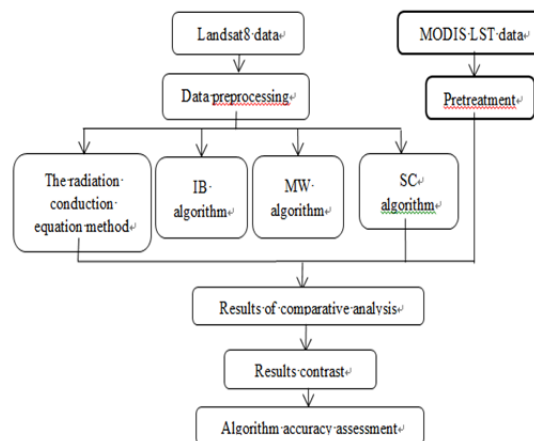 Landsat8 data
MODIS LST data
Data preprocessing
Pretreatment
The radiation
conduction
equation method
IB
algorithm
MW
algorithm
SC
algorithm
Results of comparative analysis
Results contrast
Algorithm accuracy assessment